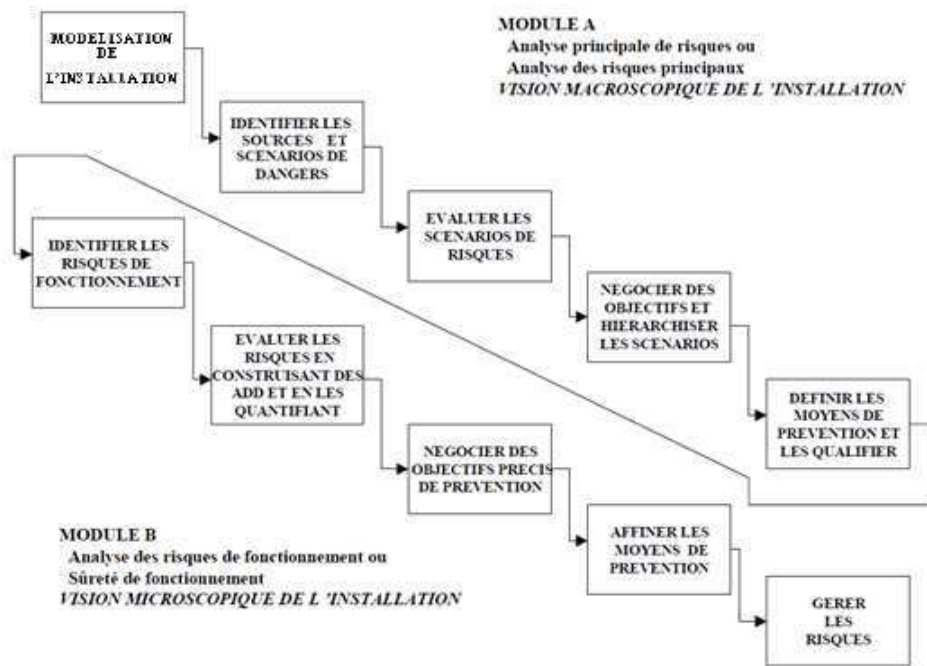 MODELISATION
DE
L'INSTALLATION
MODULE A
Analyse principale de risques ou
Analyse des risques principaux
VISION MACROSCOPIQUE DE L 'INSTALLATION
IDENTIFIER LES
SOURCES ET
SCENARIOS DE
DANGERS
EVALUER LES
SCENARIOS DE
RISQUES
NEGOCIER DES
OBJECTIFS ET
HIERARCHISER
LES SCENARIOS
DEFINIR LES
MOYENS DE
PREVENTION ET
LES QUALIFIER
IDENTIFIER LES
RISQUES DE
FONCTIONNEMENT
EVALUER LES
RISQUES EN
CONSTRUISANT DES
ADD ET EN LES
QUANTIFIANT
NEGOCIER DES
OBJECTIFS PRECIS
DE PREVENTION
AFFINER LES
MOYENS DE
PREVENTION
GERER
LES
RISQUES
MODULE B
Analyse des risques de fonctionnement ou
Sûreté de fonctionnement
VISION MICROSCOPIQUE DE L 'INSTALLATION